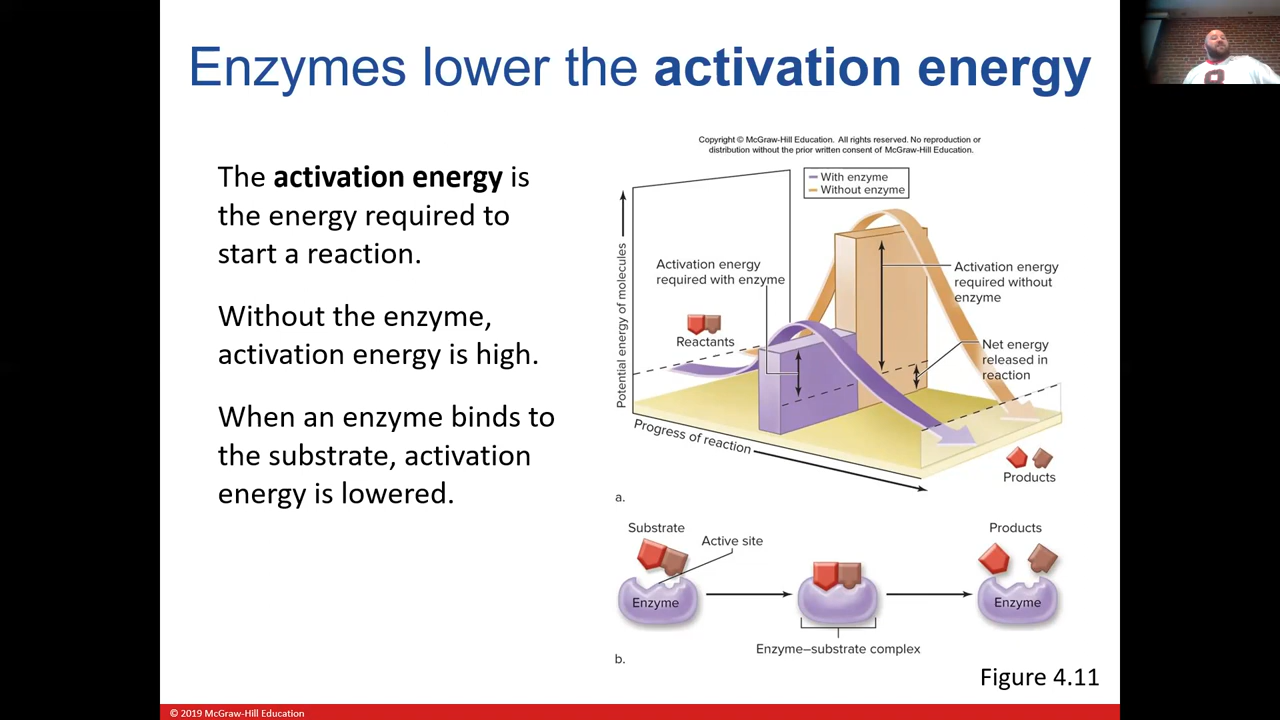 Enzymes lower the activation energy
The activation energy is
the energy required to
start a reaction.
Without the enzyme,
activation energy is high.
When an enzyme binds to
the substrate, activation
energy is lowered.
Copyright © McGraw-Hill Education. All rights reserved. No reproduction or
distribution without the prior written consent of McGraw-Hill Education.
With enzyme
Without enzyme
Potential energy of molecules
Activation energy
required with enzyme
Reactants
Activation energy
required without
enzyme
Net energy
released in
reaction
Progress of reaction
Products
a.
Substrate
Active site
Enzyme
Enzyme–substrate complex
Products
Enzyme
b.
Figure 4.11
© 2019 McGraw-Hill Education